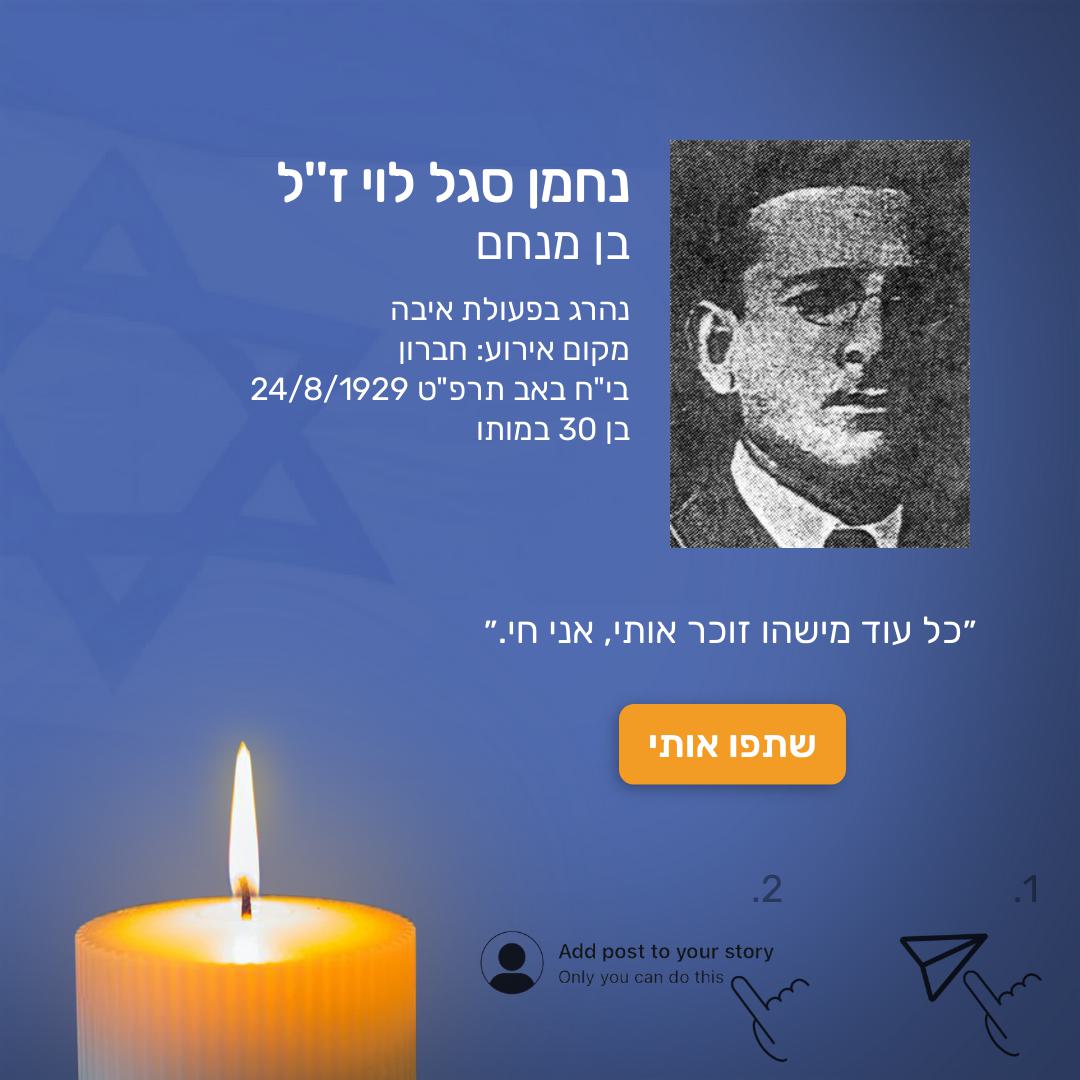 נחמן סגל לוי ז"ל
בן מנחם
נהרג בפעולת איבה
מקום אירוע: חברון
בי"ח באב תרפ"ט 24/8/1929
בן 30 במותו
״כל עוד מישהו זוכר אותי, אני חי.״
שתפו אותי
.1
.2
Add post to your story
Only you can do this